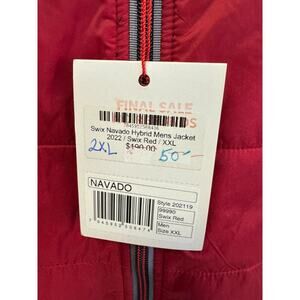 FINAL SALE
Swix Navado Hybrid Mens Jacket
2022 / Swix Red / XXL
$190.00
2XL 50-
NAVADO
Style 202119
99990
Swix Red
Men
Size XXL